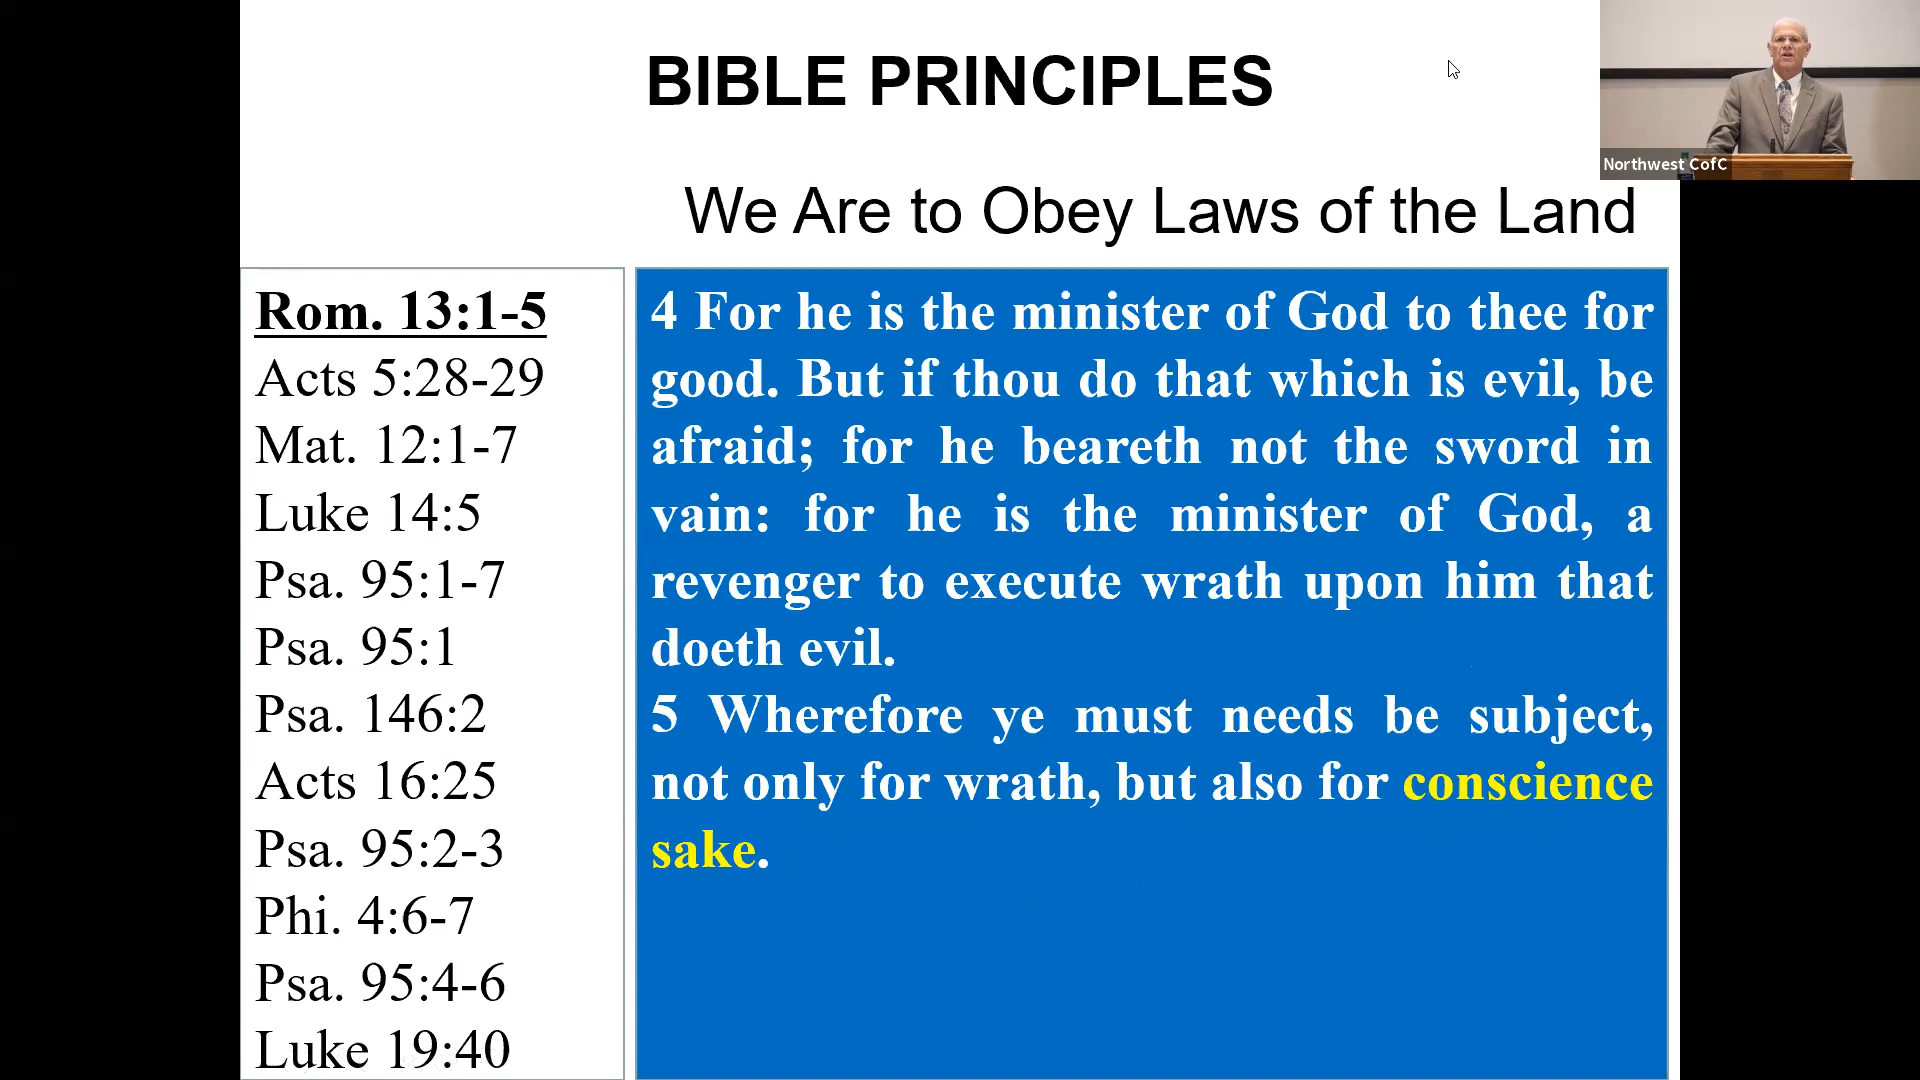 BIBLE PRINCIPLES
Northwest CofC
We Are to Obey Laws of the Land
Rom. 13:1-5
Acts 5:28-29
Mat. 12:1-7
Luke 14:5
Psa. 95:1-7
Psa. 95:1
Psa. 146:2
Acts 16:25
Psa. 95:2-3
Phi. 4:6-7
Psa. 95:4-6
Luke 19:40
4 For he is the minister of God to thee for
good. But if thou do that which is evil, be
afraid; for he beareth not the sword in
vain: for he is the minister of God, a
revenger to execute wrath upon him that
doeth evil.
5 Wherefore ye must needs be subject,
not only for wrath, but also for conscience
sake.